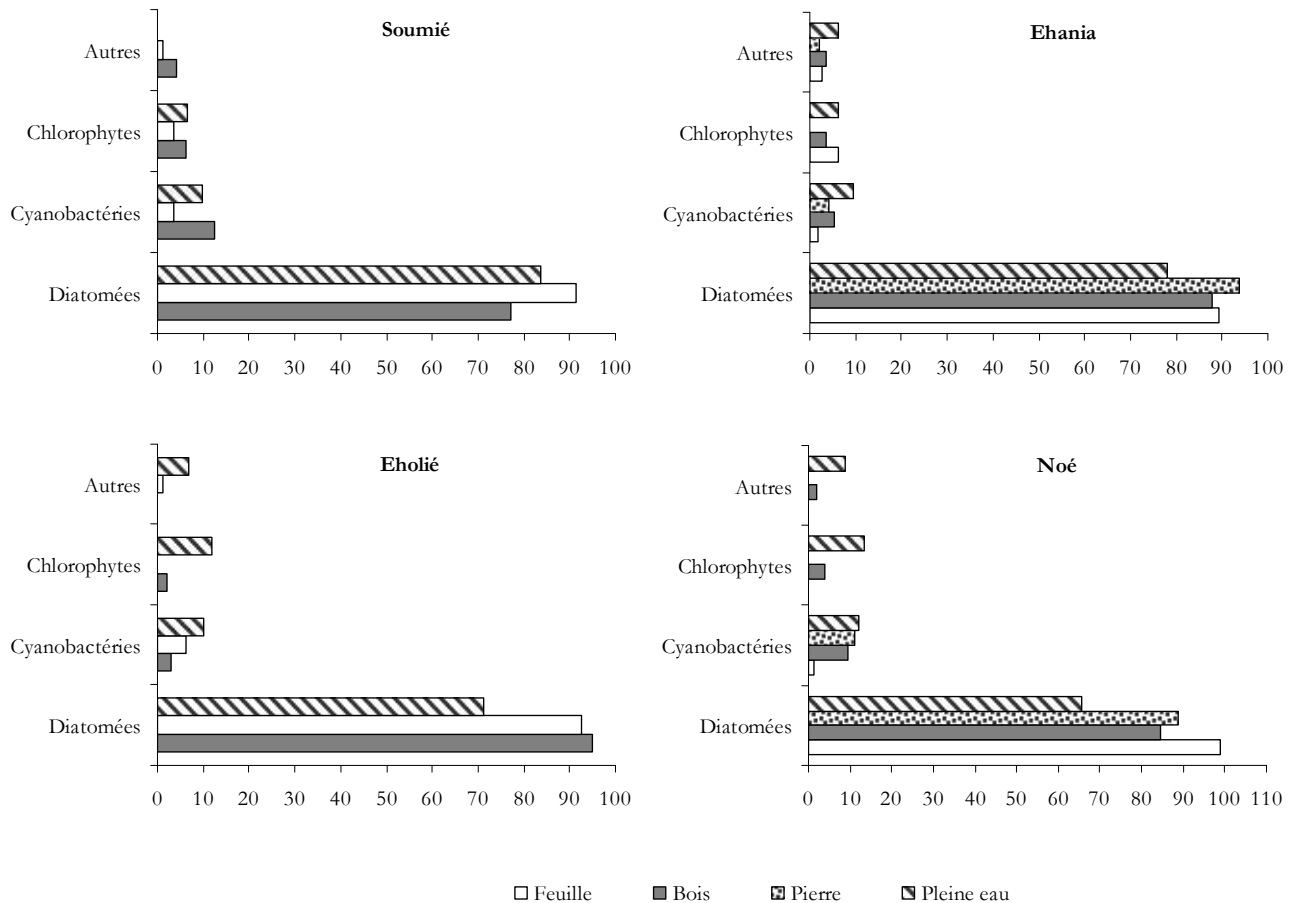 Soumié
Autres
Chlorophytes
Cyanobactéries
Diatomées
0 10 20 30 40 50 60 70 80 90 100
Ehania
Autres
Chlorophytes
Cyanobactéries
Diatomées
0 10 20 30 40 50 60 70 80 90 100
Eholié
Autres
Chlorophytes
Cyanobactéries
Diatomées
0 10 20 30 40 50 60 70 80 90 100
Noé
Autres
Chlorophytes
Cyanobactéries
Diatomées
0 10 20 30 40 50 60 70 80 90 100 110
Feuille Bois Pierre Pleine eau